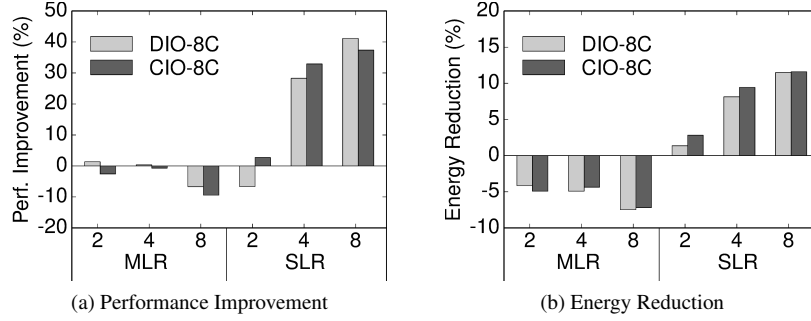 50
40
30
20
10
0
-10
-20
Perf. Improvement (%)
DIO-8C
CIO-8C
2 4 8 2 4 8
MLR SLR
(a) Performance Improvement
20
15
10
5
0
-5
-10
Energy Reduction (%)
DIO-8C
CIO-8C
2 4 8 2 4 8
MLR SLR
(b) Energy Reduction